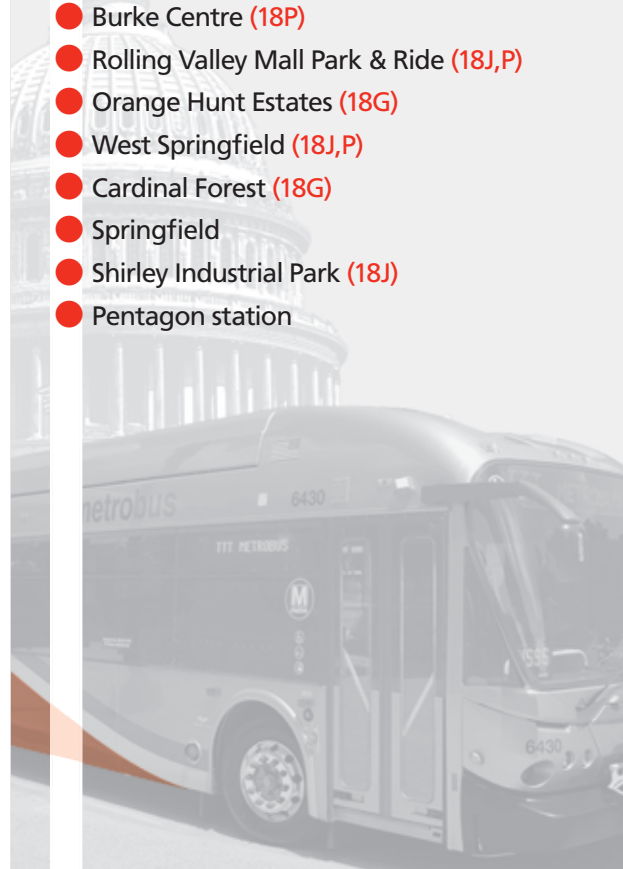 Burke Centre (18P)
Rolling Valley Mall Park & Ride (18J,P)
Orange Hunt Estates (18G)
West Springfield (18J,P)
Cardinal Forest (18G)
Springfield
Shirley Industrial Park (18J)
Pentagon station
metrobus
6430
TTT METROBUS
M
6430